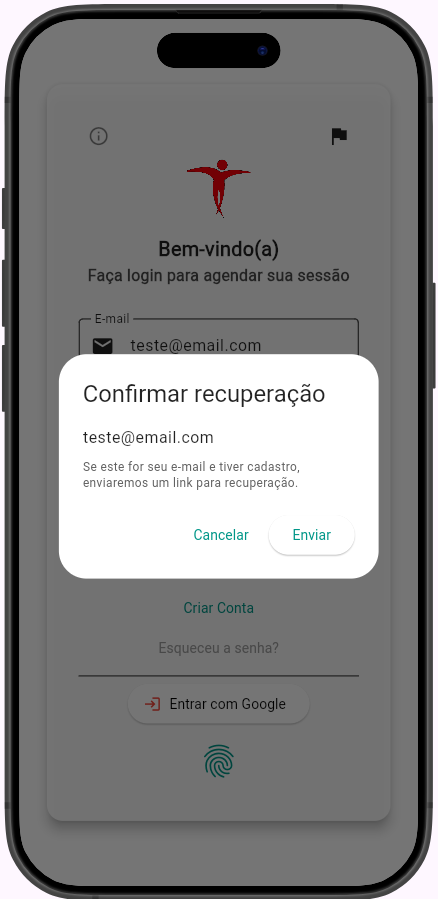 Bem-vindo(a)
Faça login para agendar sua sessão
E-mail
teste@email.com
Confirmar recuperação
teste@email.com
Se este for seu e-mail e tiver cadastro,
enviaremos um link para recuperação.
Cancelar
Enviar
Criar Conta
Esqueceu a senha?
Entrar com Google